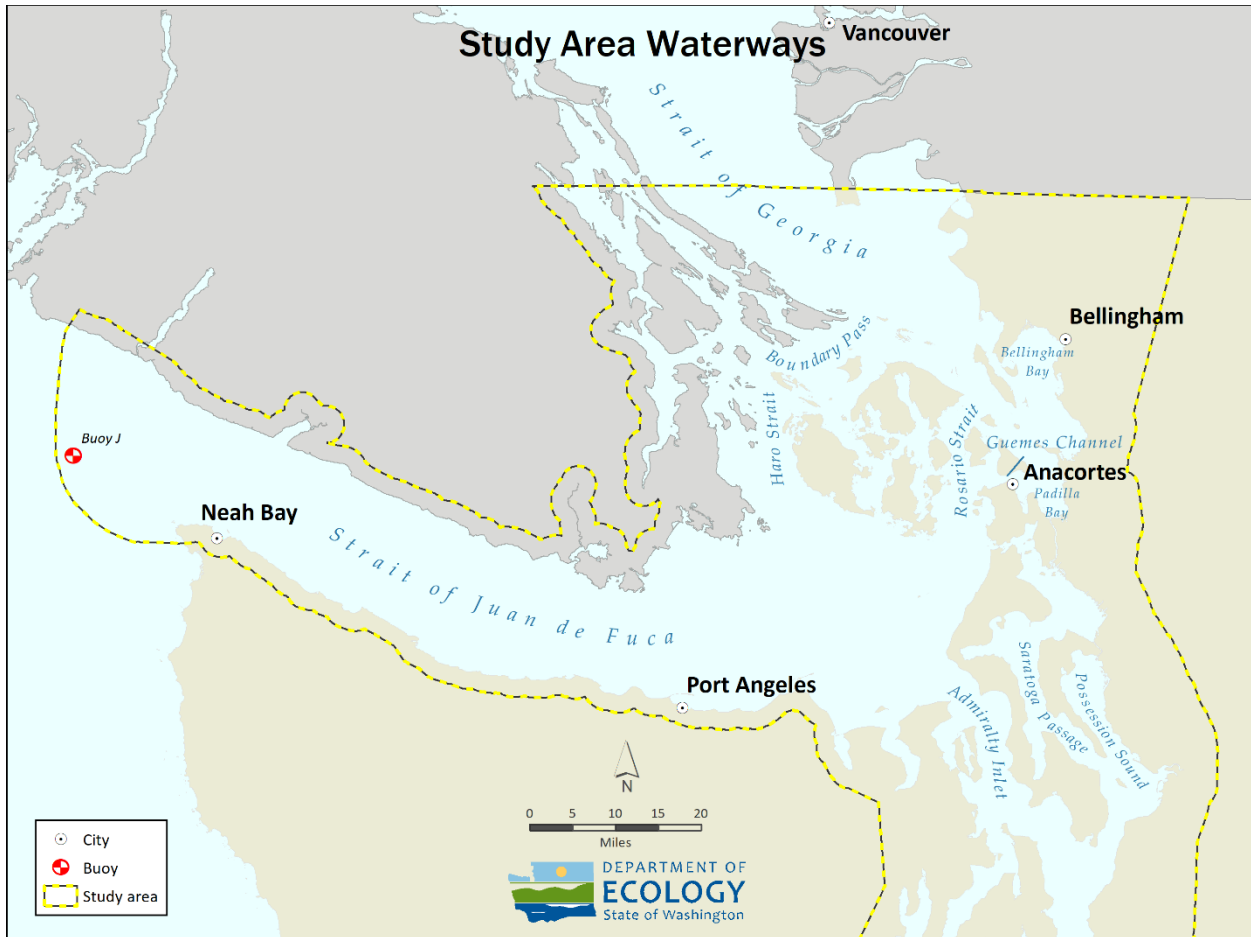 Study Area Waterways
Vancouver
Strait of Georgia
Bellingham
Boundary Pass
Bellingham
Bay
Haro Strait
Rosario Strait
Guemes Channel
Buoy J
Anacortes
Padilla
Bay
Neah Bay
Strait of Juan de Fuca
Port Angeles
Admiralty Inlet
Saratoga Passage
Possession Sound
N
0 5 10 15 20
Miles
City
Buoy
Study area
DEPARTMENT OF
ECOLOGY
State of Washington